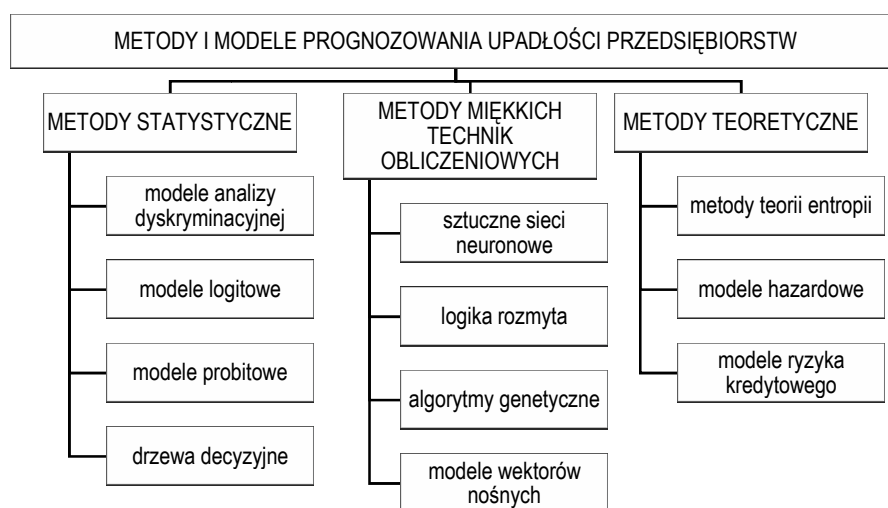 METODY I MODELE PROGNOZOWANIA UPADŁOŚCI PRZEDSIĘBIORSTW
METODY STATYSTYCZNE
modele analizy
dyskryminacyjnej
modele logitowe
modele probitowe
drzewa decyzyjne
METODY MIĘKKICH
TECHNIK
OBLICZENIOWYCH
sztuczne sieci
neuronowe
logika rozmyta
algorytmy genetyczne
modele wektorów
nośnych
METODY TEORETYCZNE
metody teorii entropii
modele hazardowe
modele ryzyka
kredytowego